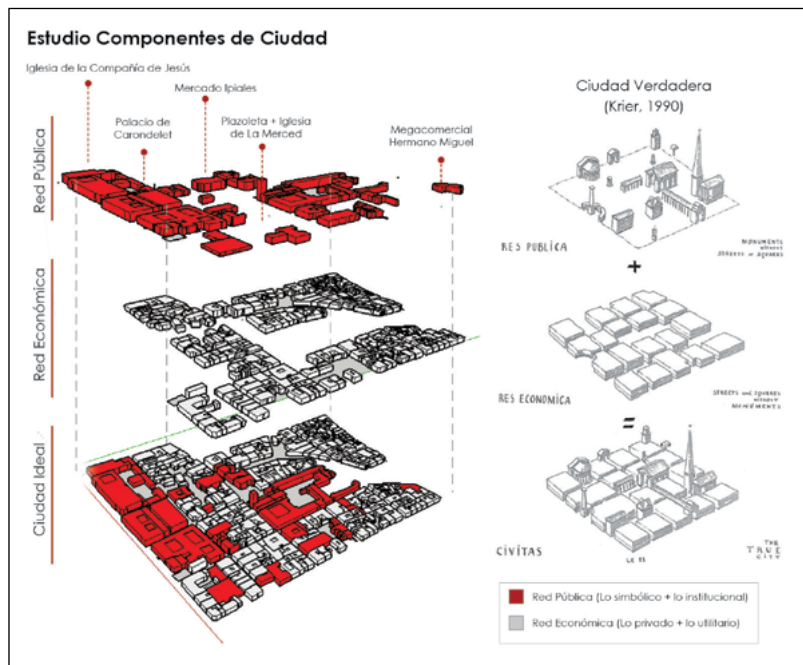 Estudio Componentes de Ciudad
Iglesia de la Compañía de Jesús
Mercado Ipiales
Palacio de
Carondelet
Plazoleta + Iglesia
de La Merced
Megacomercial
Hermano Miguel
Red Pública
Red Económica
Ciudad Ideal
Ciudad Verdadera
(Krier, 1990)
RES PUBLICA
MONUMENTS
WITHOUT
STREETS or SQUARES
+
RES ECONOMICA
STREETS and SQUARES
WITHOUT
MONUMENTS
=
CIVITAS
THE
TRUE
CITY
Red Pública (Lo simbólico + lo institucional)
Red Económica (Lo privado + lo utilitario)